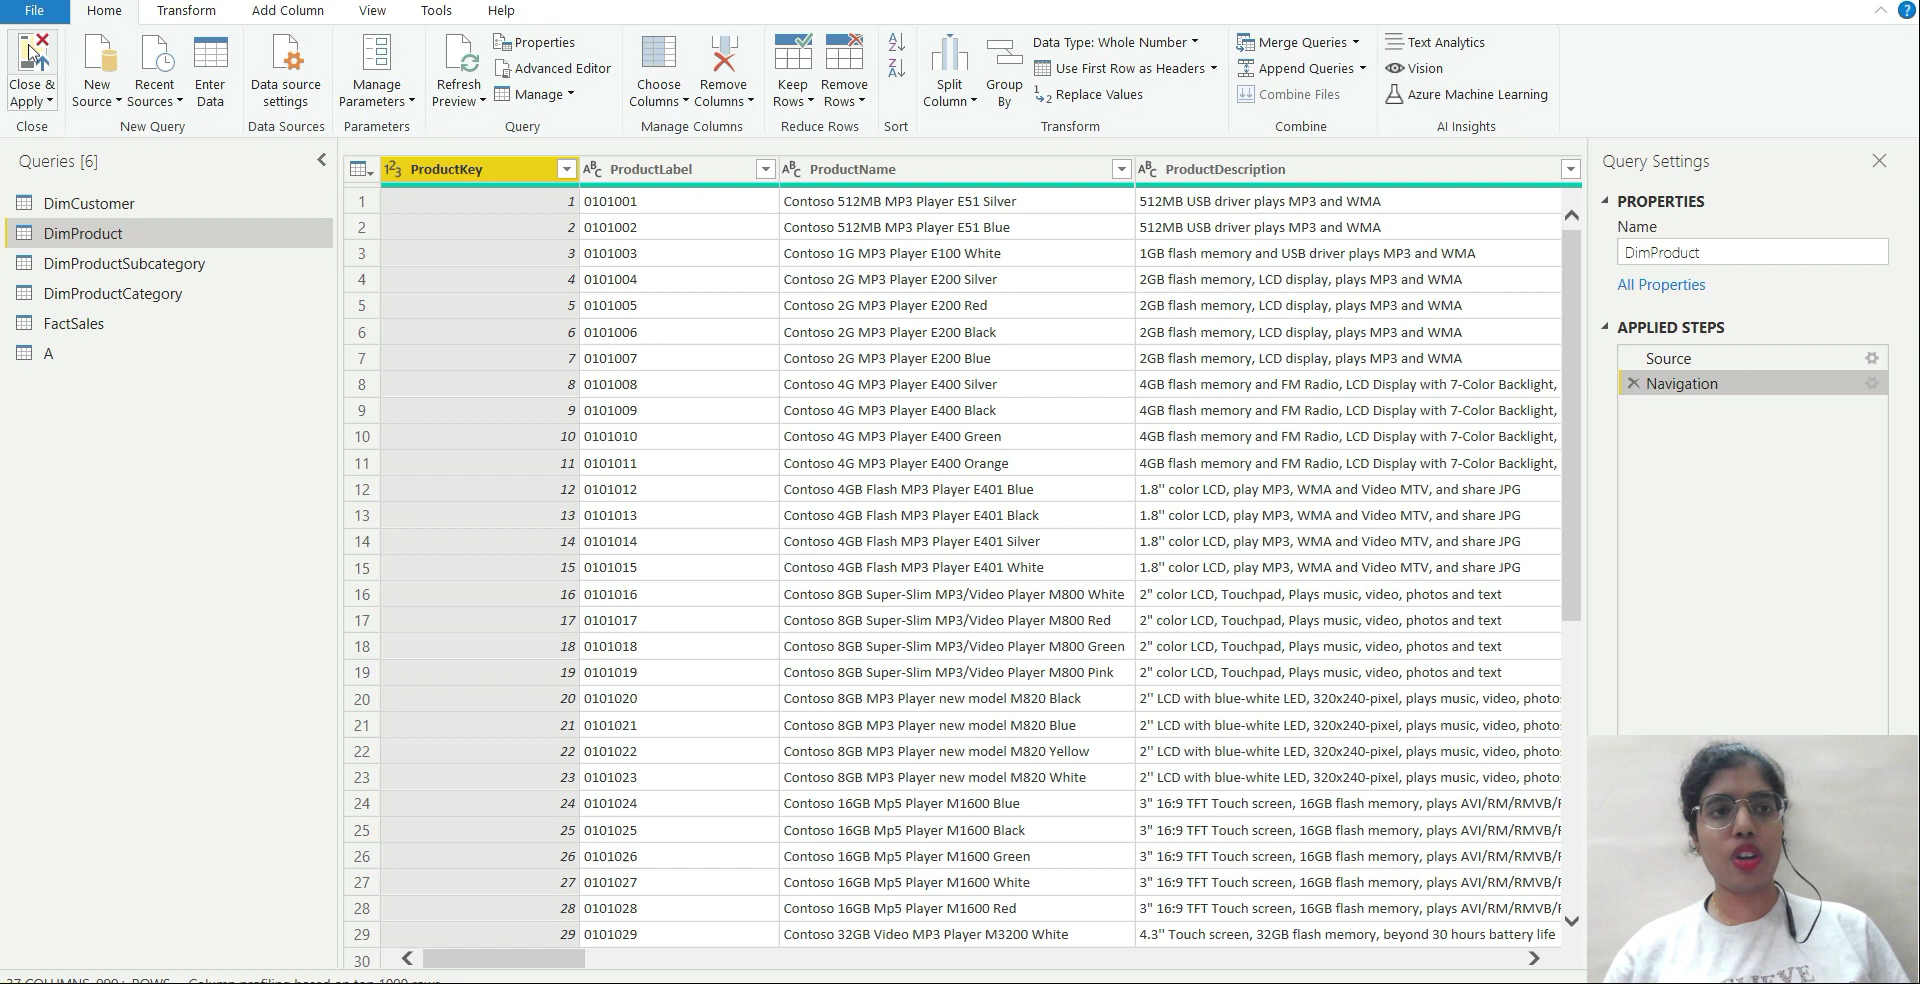 File Home Transform Add Column View Tools Help
Close & Apply
New Source
Recent Sources
Enter Data
Data source settings
Manage Parameters
Refresh Preview
Properties
Advanced Editor
Manage
Choose Columns
Remove Columns
Keep Rows
Remove Rows
Split Column
Group By
Data Type: Whole Number
Use First Row as Headers
Replace Values
Merge Queries
Append Queries
Combine Files
Text Analytics
Vision
Azure Machine Learning
Close New Query Data Sources Parameters Query Manage Columns Reduce Rows Sort Transform Combine AI Insights
Queries [6]
DimCustomer
DimProduct
DimProductSubcategory
DimProductCategory
FactSales
A
ProductKey ProductLabel ProductName ProductDescription
1 1 0101001 Contoso 512MB MP3 Player E51 Silver 512MB USB driver plays MP3 and WMA
2 2 0101002 Contoso 512MB MP3 Player E51 Blue 512MB USB driver plays MP3 and WMA
3 3 0101003 Contoso 1G MP3 Player E100 White 1GB flash memory and USB driver plays MP3 and WMA
4 4 0101004 Contoso 2G MP3 Player E200 Silver 2GB flash memory, LCD display, plays MP3 and WMA
5 5 0101005 Contoso 2G MP3 Player E200 Red 2GB flash memory, LCD display, plays MP3 and WMA
6 6 0101006 Contoso 2G MP3 Player E200 Black 2GB flash memory, LCD display, plays MP3 and WMA
7 7 0101007 Contoso 2G MP3 Player E200 Blue 2GB flash memory, LCD display, plays MP3 and WMA
8 8 0101008 Contoso 4G MP3 Player E400 Silver 4GB flash memory and FM Radio, LCD Display with 7-Color Backlight,
9 9 0101009 Contoso 4G MP3 Player E400 Black 4GB flash memory and FM Radio, LCD Display with 7-Color Backlight,
10 10 0101010 Contoso 4G MP3 Player E400 Green 4GB flash memory and FM Radio, LCD Display with 7-Color Backlight,
11 11 0101011 Contoso 4G MP3 Player E400 Orange 4GB flash memory and FM Radio, LCD Display with 7-Color Backlight,
12 12 0101012 Contoso 4GB Flash MP3 Player E401 Blue 1.8'' color LCD, play MP3, WMA and Video MTV, and share JPG
13 13 0101013 Contoso 4GB Flash MP3 Player E401 Black 1.8'' color LCD, play MP3, WMA and Video MTV, and share JPG
14 14 0101014 Contoso 4GB Flash MP3 Player E401 Silver 1.8'' color LCD, play MP3, WMA and Video MTV, and share JPG
15 15 0101015 Contoso 4GB Flash MP3 Player E401 White 1.8'' color LCD, play MP3, WMA and Video MTV, and share JPG
16 16 0101016 Contoso 8GB Super-Slim MP3/Video Player M800 White 2" color LCD, Touchpad, Plays music, video, photos and text
17 17 0101017 Contoso 8GB Super-Slim MP3/Video Player M800 Red 2" color LCD, Touchpad, Plays music, video, photos and text
18 18 0101018 Contoso 8GB Super-Slim MP3/Video Player M800 Green 2" color LCD, Touchpad, Plays music, video, photos and text
19 19 0101019 Contoso 8GB Super-Slim MP3/Video Player M800 Pink 2" color LCD, Touchpad, Plays music, video, photos and text
20 20 0101020 Contoso 8GB MP3 Player new model M820 Black 2'' LCD with blue-white LED, 320x240-pixel, plays music, video, photo
21 21 0101021 Contoso 8GB MP3 Player new model M820 Blue 2'' LCD with blue-white LED, 320x240-pixel, plays music, video, photo
22 22 0101022 Contoso 8GB MP3 Player new model M820 Yellow 2'' LCD with blue-white LED, 320x240-pixel, plays music, video, photo
23 23 0101023 Contoso 8GB MP3 Player new model M820 White 2'' LCD with blue-white LED, 320x240-pixel, plays music, video, photo
24 24 0101024 Contoso 16GB Mp5 Player M1600 Blue 3" 16:9 TFT Touch screen, 16GB flash memory, plays AVI/RM/RMVB/
25 25 0101025 Contoso 16GB Mp5 Player M1600 Black 3" 16:9 TFT Touch screen, 16GB flash memory, plays AVI/RM/RMVB/
26 26 0101026 Contoso 16GB Mp5 Player M1600 Green 3" 16:9 TFT Touch screen, 16GB flash memory, plays AVI/RM/RMVB/
27 27 0101027 Contoso 16GB Mp5 Player M1600 White 3" 16:9 TFT Touch screen, 16GB flash memory, plays AVI/RM/RMVB/
28 28 0101028 Contoso 16GB Mp5 Player M1600 Red 3" 16:9 TFT Touch screen, 16GB flash memory, plays AVI/RM/RMVB/
29 29 0101029 Contoso 32GB Video MP3 Player M3200 White 4.3'' Touch screen, 32GB flash memory, beyond 30 hours battery life
30
Query Settings
PROPERTIES
Name
DimProduct
All Properties
APPLIED STEPS
Source
Navigation